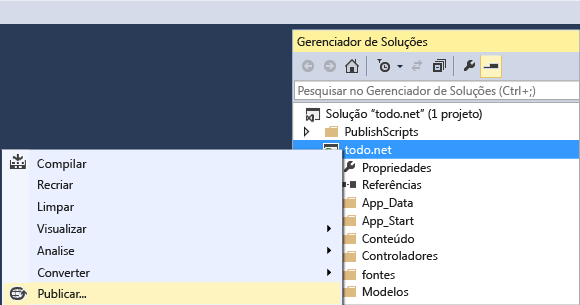 Gerenciador de Soluções
Pesquisar no Gerenciador de Soluções (Ctrl+;)
Solução "todo.net" (1 projeto)
PublishScripts
todo.net
Propriedades
Referências
App_Data
App_Start
Conteúdo
Controladores
fontes
Modelos
Compilar
Recriar
Limpar
Visualizar
Analise
Converter
Publicar...